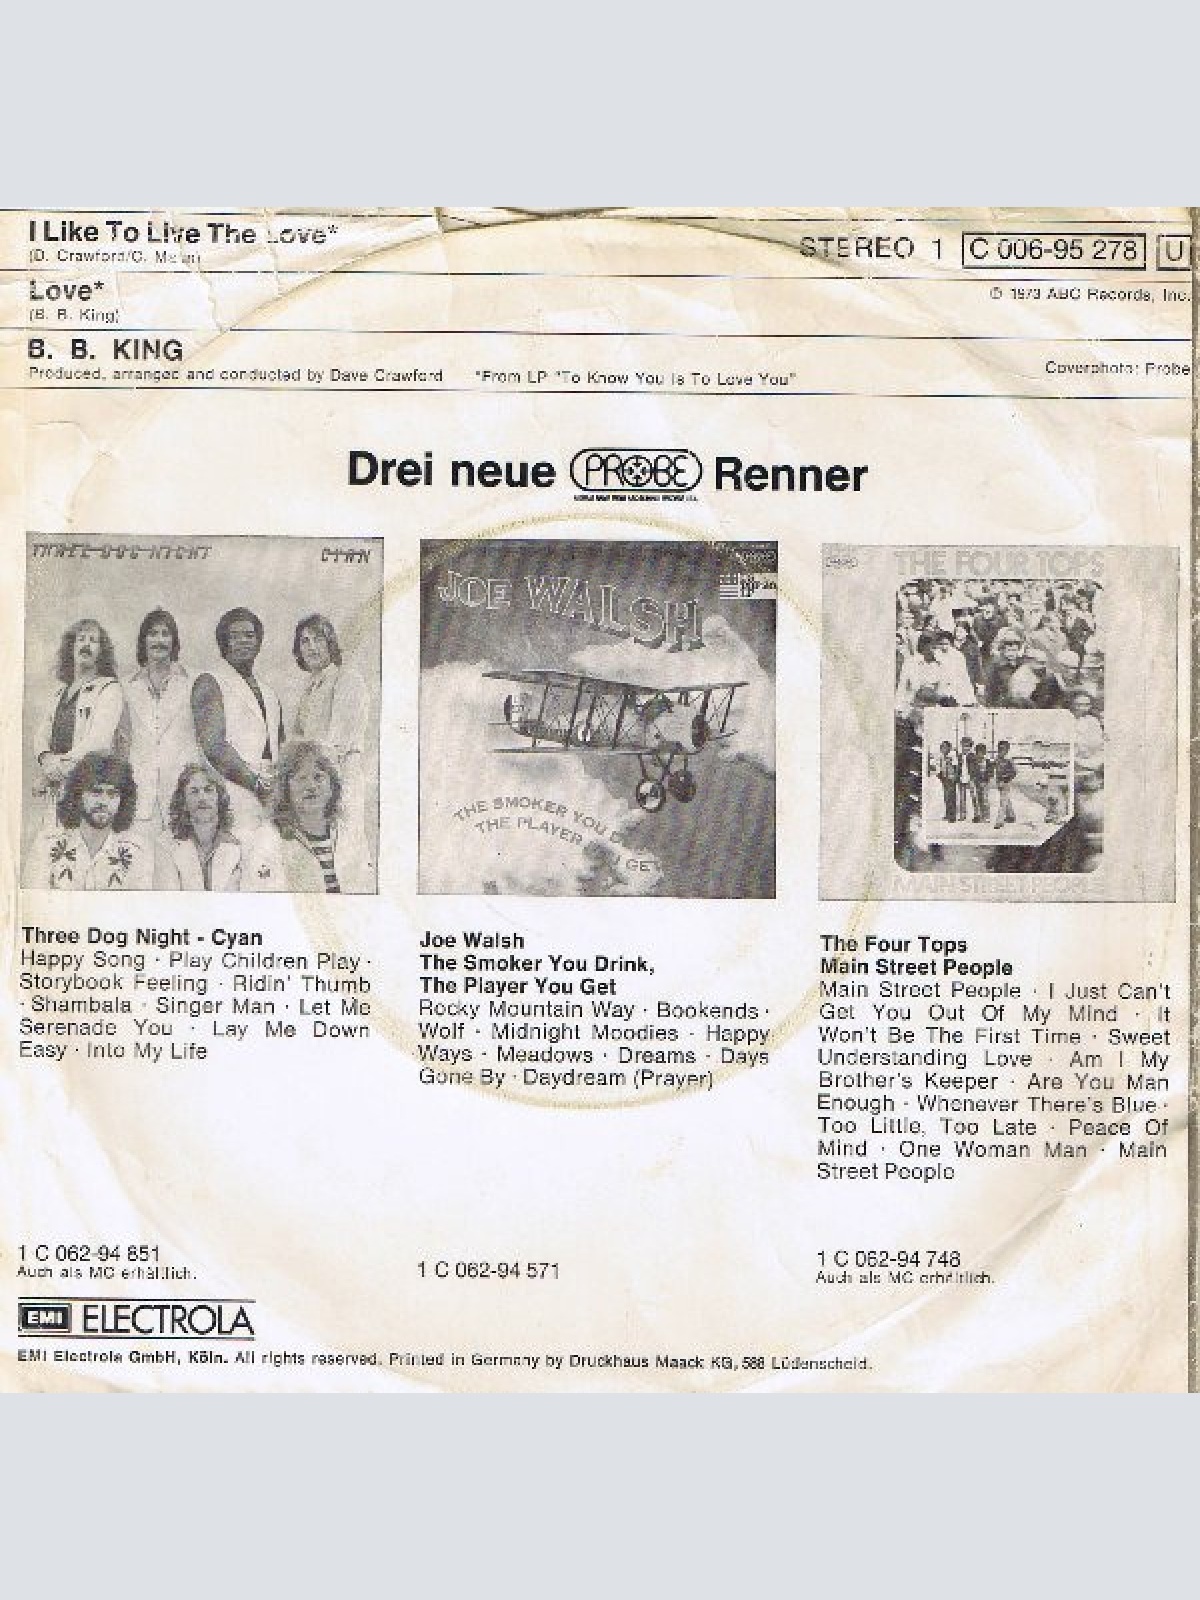 I Like To Live The Love*
(D. Crawford/C. Mann)
STEREO 1 C 006-95 278 U
Love*
(B. B. King)
℗ 1973 ABC Records, Inc.
B. B. KING
Produced, arranged and conducted by Dave Crawford *From LP "To Know You Is To Love You"
Coverphoto: Probe
Drei neue PROBE Renner
THREE DOG NIGHT CYAN
JOE WALSH
THE SMOKER YOU
THE PLAYER YOU GET
THE FOUR TOPS
MAIN STREET PEOPLE
Three Dog Night - Cyan
Happy Song · Play Children Play ·
Storybook Feeling · Ridin' Thumb
· Shambala · Singer Man · Let Me
Serenade You · Lay Me Down
Easy · Into My Life
1 C 062-94 851
Auch als MC erhältlich.
Joe Walsh
The Smoker You Drink,
The Player You Get
Rocky Mountain Way · Bookends ·
Wolf · Midnight Moodies · Happy
Ways · Meadows · Dreams · Days
Gone By · Daydream (Prayer)
1 C 062-94 571
The Four Tops
Main Street People
Main Street People · I Just Can't
Get You Out Of My Mind · It
Won't Be The First Time · Sweet
Understanding Love · Am I My
Brother's Keeper · Are You Man
Enough · Whenever There's Blue ·
Too Little, Too Late · Peace Of
Mind · One Woman Man · Main
Street People
1 C 062-94 748
Auch als MC erhältlich.
EMI ELECTROLA
EMI Electrola GmbH, Köln. All rights reserved. Printed in Germany by Druckhaus Maack KG, 588 Lüdenscheid.